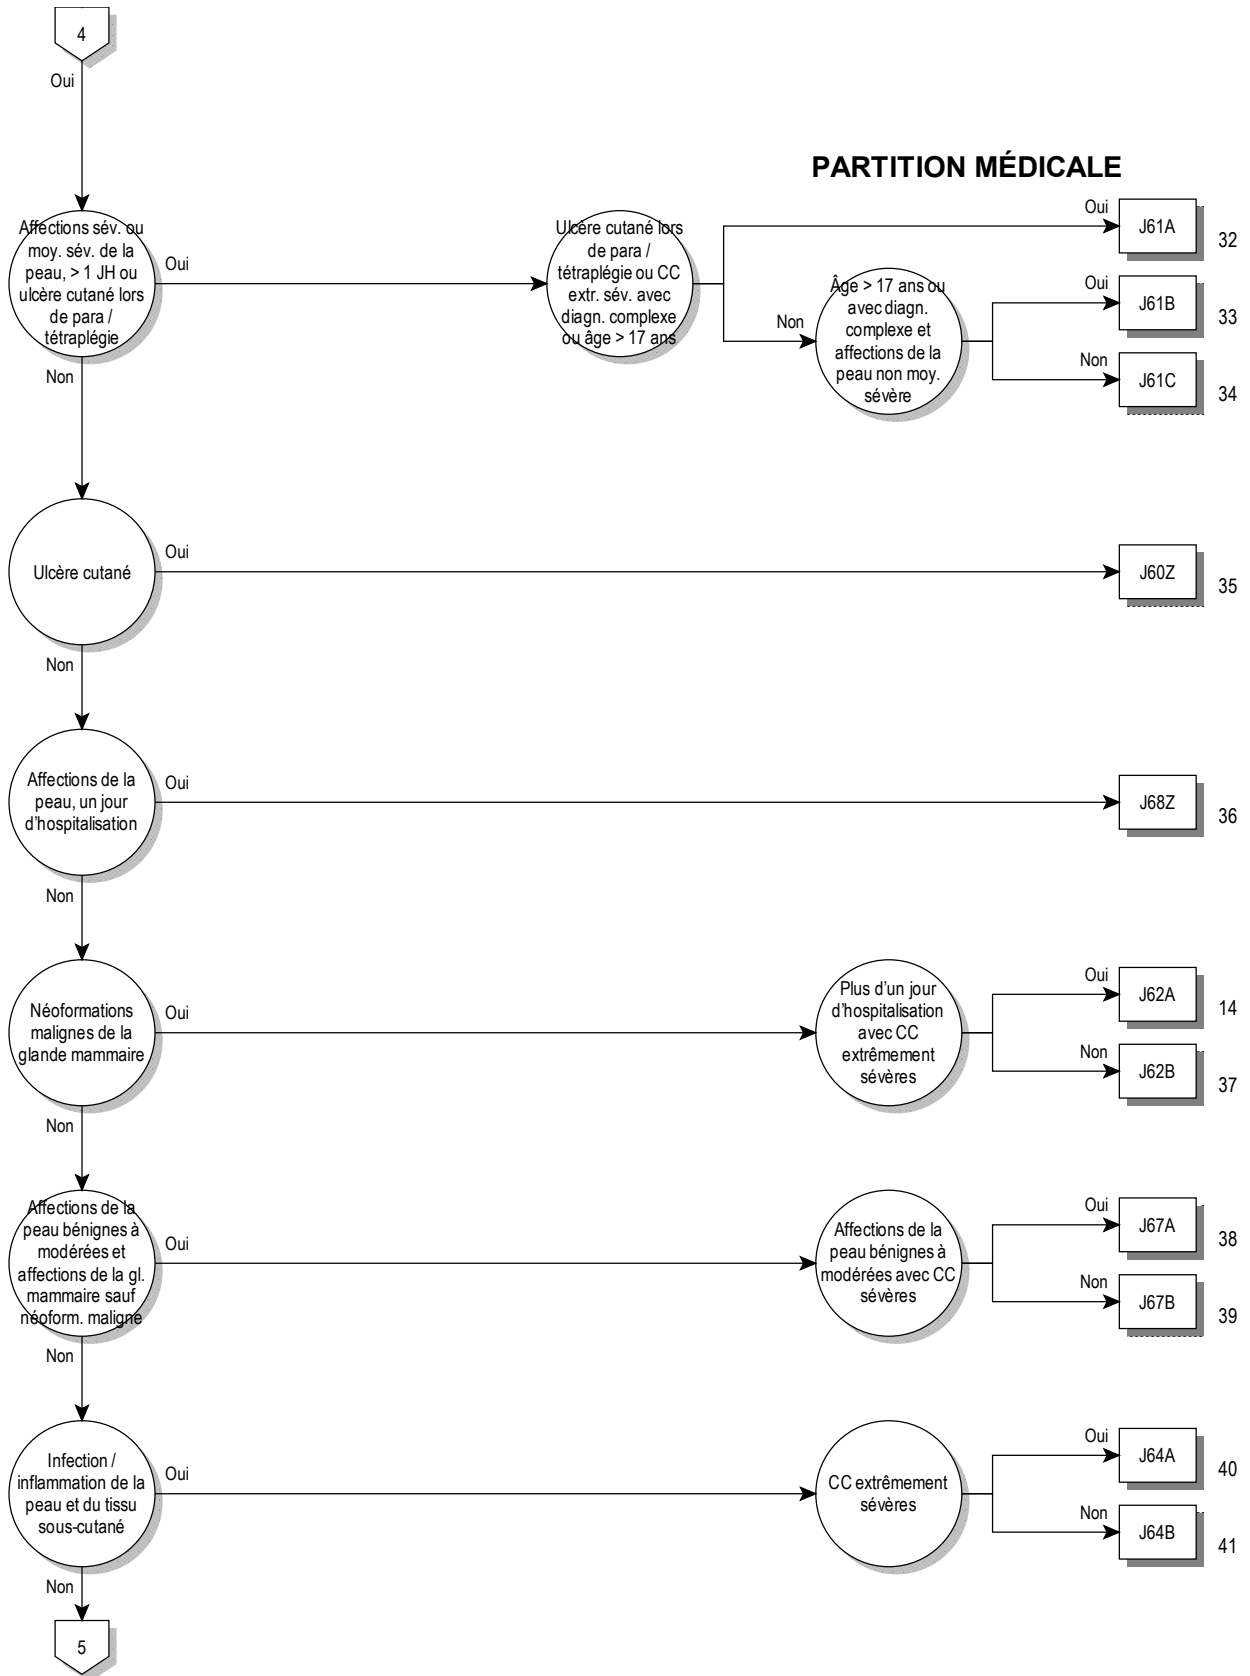 4
Oui
PARTITION MÉDICALE
Affections sév. ou
moy. sév. de la
peau, > 1 JH ou
ulcère cutané lors
de para /
tétraplégie
Oui
Ulcère cutané lors
de para /
tétraplégie ou CC
extr. sév. avec
diagn. complexe
ou âge > 17 ans
Oui
J61A
32
Non
Âge > 17 ans ou
avec diagn.
complexe et
affections de la
peau non moy.
sévère
Oui
J61B
33
Non
J61C
34
Non
Ulcère cutané
Oui
J60Z
35
Non
Affections de la
peau, un jour
d'hospitalisation
Oui
J68Z
36
Non
Néoformations
malignes de la
glande mammaire
Oui
Plus d’un jour
d'hospitalisation
avec CC
extrêmement
sévères
Oui
J62A
14
Non
J62B
37
Non
Affections de la
peau bénignes à
modérées et
affections de la gl.
mammaire sauf
néoform. maligne
Oui
Affections de la
peau bénignes à
modérées avec CC
sévères
Oui
J67A
38
Non
J67B
39
Non
Infection /
inflammation de la
peau et du tissu
sous-cutané
Oui
CC extrêmement
sévères
Oui
J64A
40
Non
J64B
41
Non
5